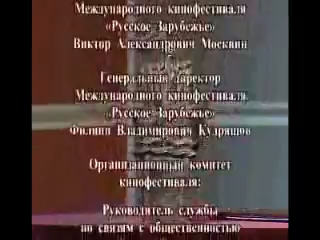 Международного кинофестиваля
«Русское Зарубежье»
Виктор Александрович Москвин
Генеральный директор
Международного кинофестиваля
«Русское Зарубежье»
Филипп Владимирович Кудряшов
Организационный комитет
кинофестиваля:
Руководитель службы
по связям с общественностью